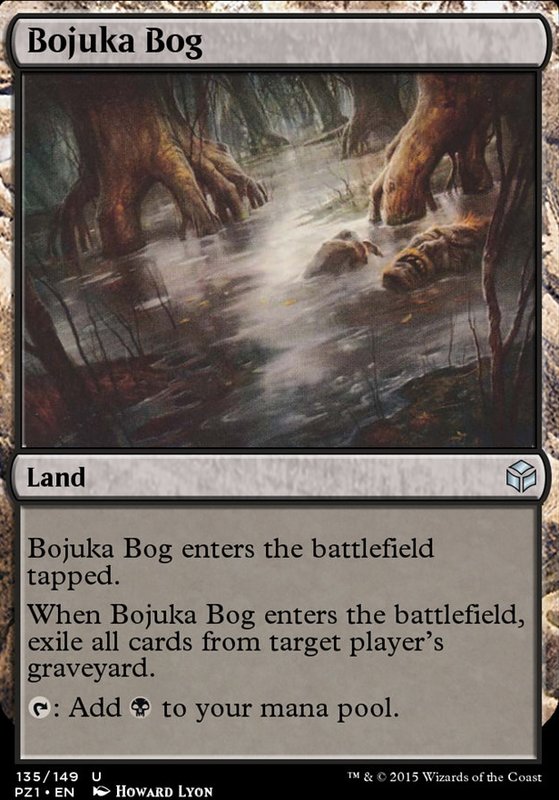 Bojuka Bog
Land
Bojuka Bog enters the battlefield
tapped.
When Bojuka Bog enters the battlefield,
exile all cards from target player's
graveyard.
: Add to your mana pool.
135/149 U
PZ1 • EN Howard Lyon
™ & © 2015 Wizards of the Coast